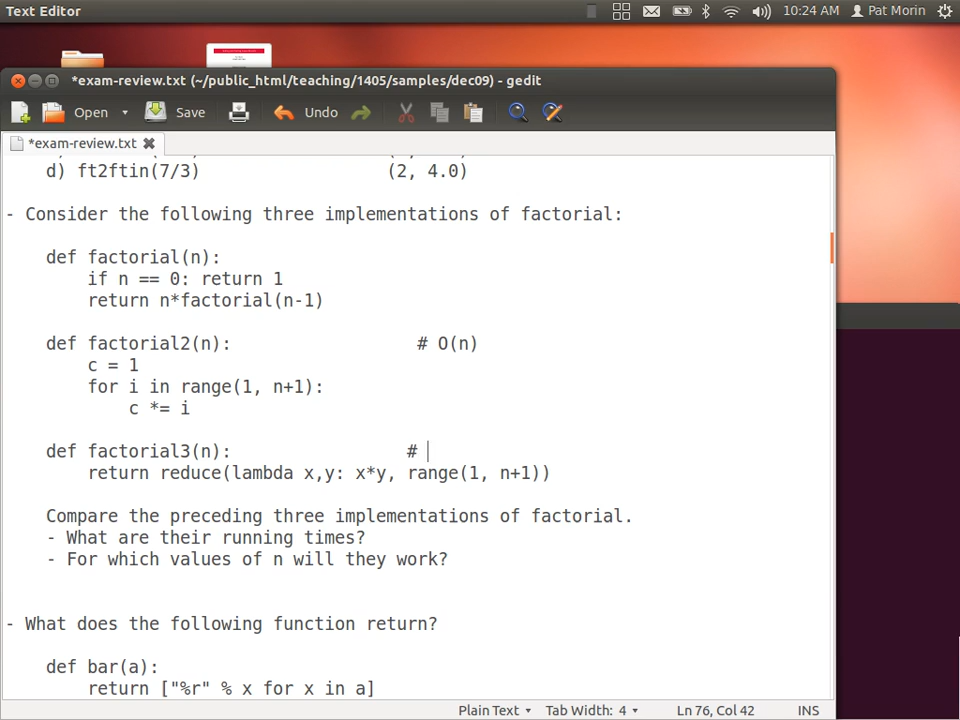 Text Editor
10:24 AM Pat Morin
*exam-review.txt (~/public_html/teaching/1405/samples/dec09) - gedit
Open Save Undo
*exam-review.txt
d) ft2ftin(7/3) (2, 4.0)
- Consider the following three implementations of factorial:
def factorial(n):
if n == 0: return 1
return n*factorial(n-1)
def factorial2(n): # O(n)
c = 1
for i in range(1, n+1):
c *= i
def factorial3(n): #
return reduce(lambda x,y: x*y, range(1, n+1))
Compare the preceding three implementations of factorial.
- What are their running times?
- For which values of n will they work?
- What does the following function return?
def bar(a):
return ["%r" % x for x in a]
Plain Text Tab Width: 4 Ln 76, Col 42 INS